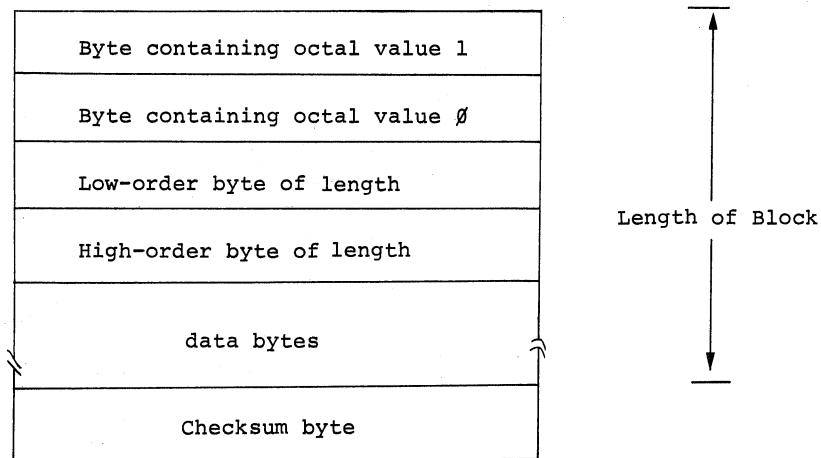 Byte containing octal value 1
Byte containing octal value Ø
Low-order byte of length
High-order byte of length
Length of Block
data bytes
Checksum byte